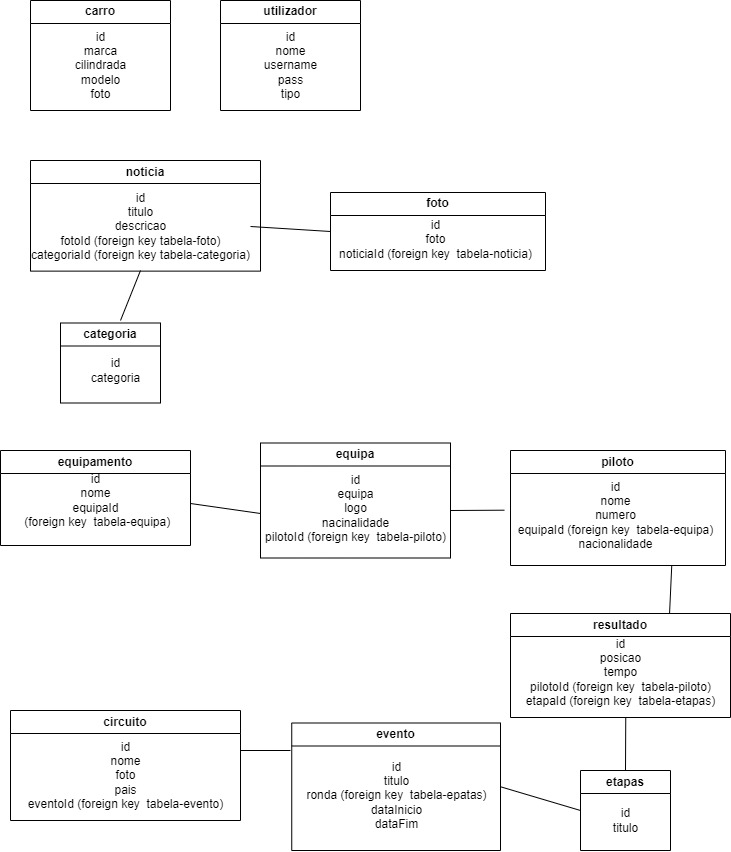 carro
id
marca
cilindrada
modelo
foto
utilizador
id
nome
username
pass
tipo
noticia
id
titulo
descricao
fotoId (foreign key tabela-foto)
categoriaId (foreign key tabela-categoria)
foto
id
foto
noticiaId (foreign key  tabela-noticia)
categoria
id
categoria
equipamento
id
nome
equipaId
(foreign key  tabela-equipa)
equipa
id
equipa
logo
nacinalidade
pilotoId (foreign key  tabela-piloto)
piloto
id
nome
numero
equipaId (foreign key  tabela-equipa)
nacionalidade
resultado
id
posicao
tempo
pilotoId (foreign key  tabela-piloto)
etapaId (foreign key  tabela-etapas)
circuito
id
nome
foto
pais
eventoId (foreign key  tabela-evento)
evento
id
titulo
ronda (foreign key  tabela-epatas)
dataInicio
dataFim
etapas
id
titulo